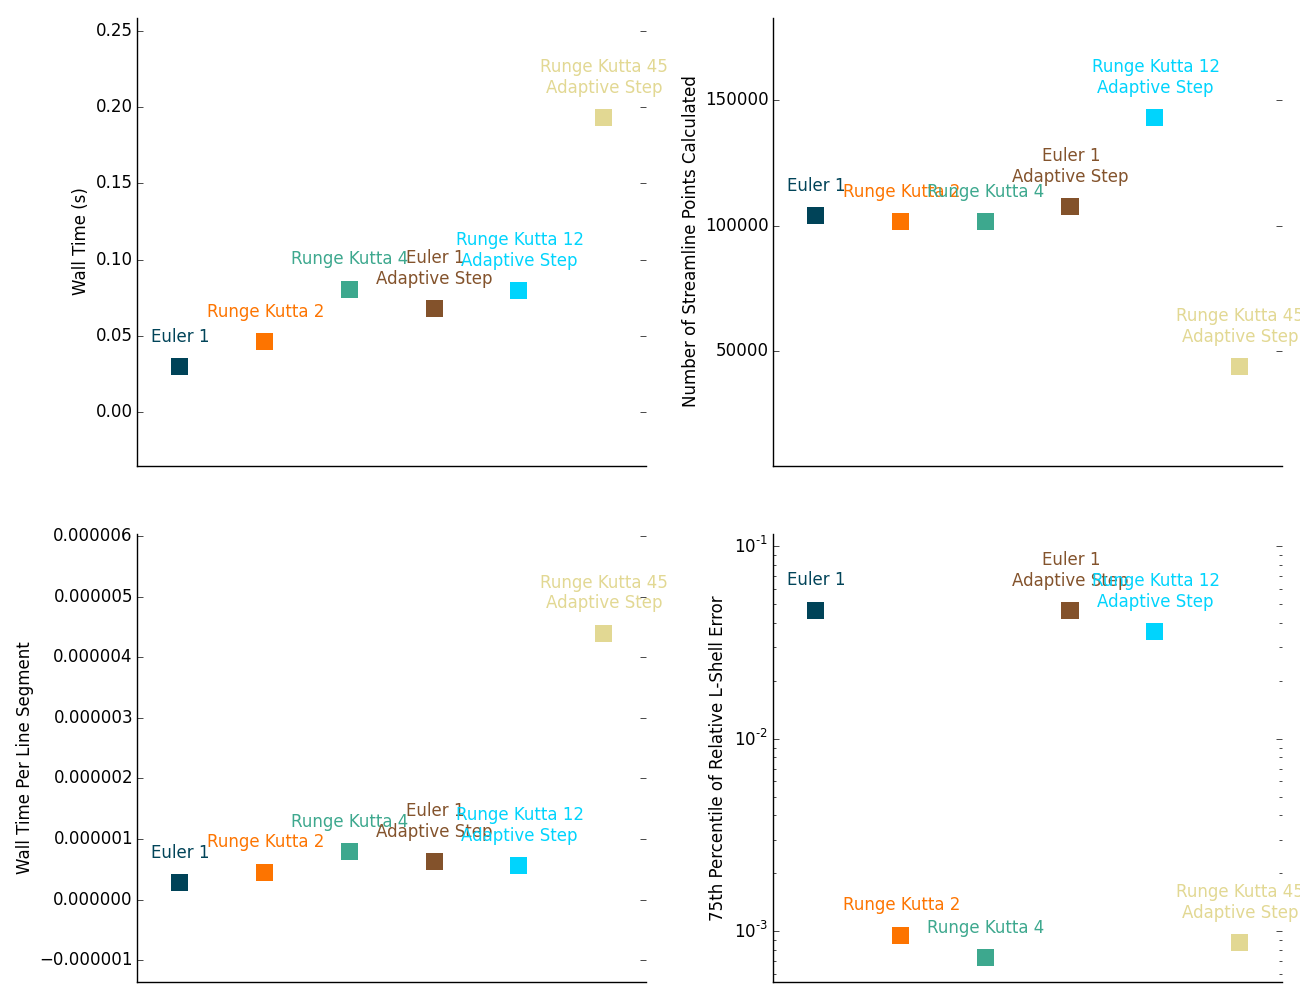 0.25
0.20
0.15
0.10
0.05
0.00
Wall Time (s)
Euler 1
Runge Kutta 2
Runge Kutta 4
Euler 1
Adaptive Step
Runge Kutta 12
Adaptive Step
Runge Kutta 45
Adaptive Step
150000
100000
50000
Number of Streamline Points Calculated
Euler 1
Runge Kutta 2
Runge Kutta 4
Euler 1
Adaptive Step
Runge Kutta 12
Adaptive Step
Runge Kutta 45
Adaptive Step
0.000006
0.000005
0.000004
0.000003
0.000002
0.000001
0.000000
−0.000001
Wall Time Per Line Segment
Euler 1
Runge Kutta 2
Runge Kutta 4
Euler 1
Adaptive Step
Runge Kutta 12
Adaptive Step
Runge Kutta 45
Adaptive Step
10^-1
10^-2
10^-3
75th Percentile of Relative L-Shell Error
Euler 1
Runge Kutta 2
Runge Kutta 4
Euler 1
Adaptive Step
Runge Kutta 12
Adaptive Step
Runge Kutta 45
Adaptive Step